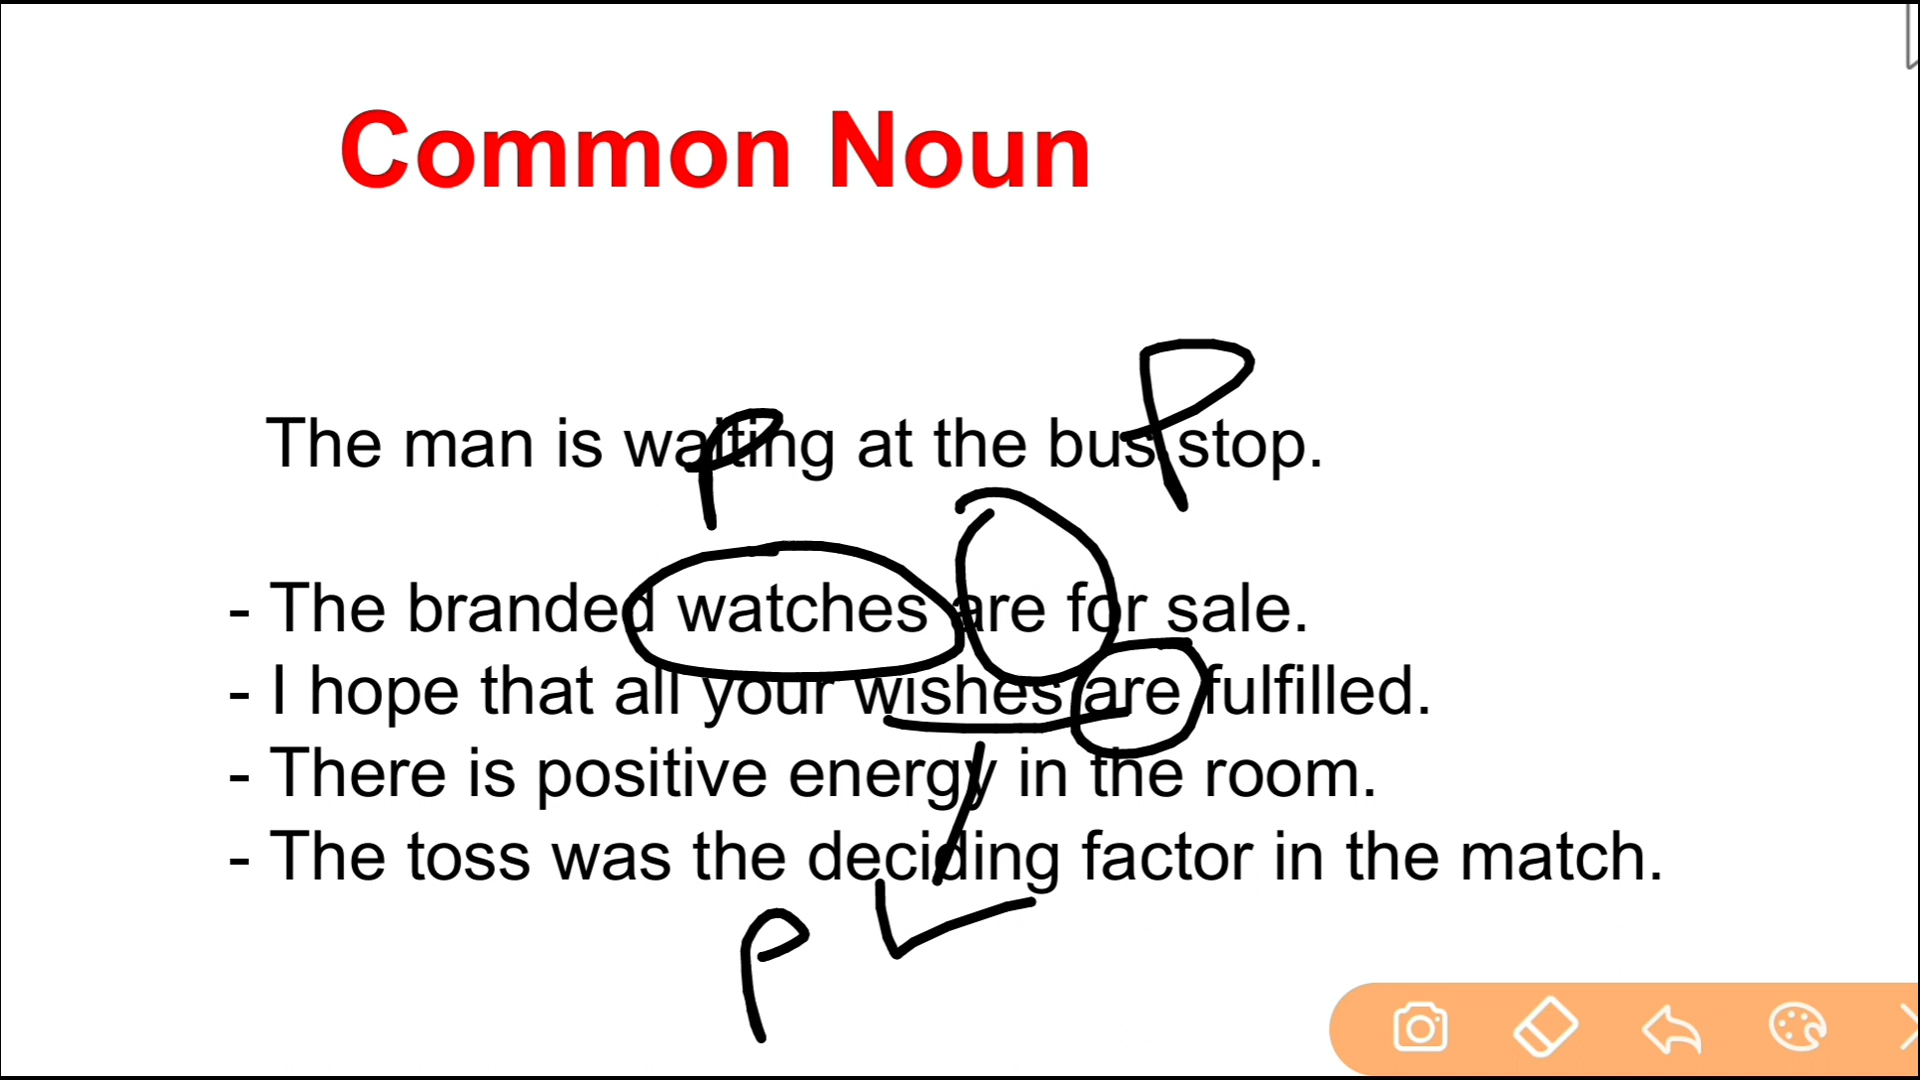 Common Noun
P
The man is waiting at the bus stop.
P
- The branded watches are for sale.
- I hope that all your wishes are fulfilled.
- There is positive energy in the room.
- The toss was the deciding factor in the match.
P